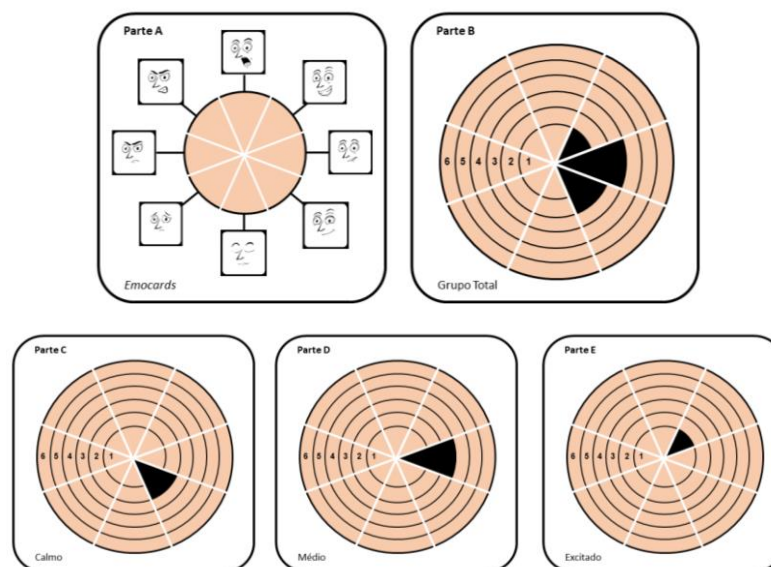 Parte A
Emocards
Parte B
6 5 4 3 2 1
Grupo Total
Parte C
6 5 4 3 2 1
Calmo
Parte D
6 5 4 3 2 1
Médio
Parte E
6 5 4 3 2 1
Excitado